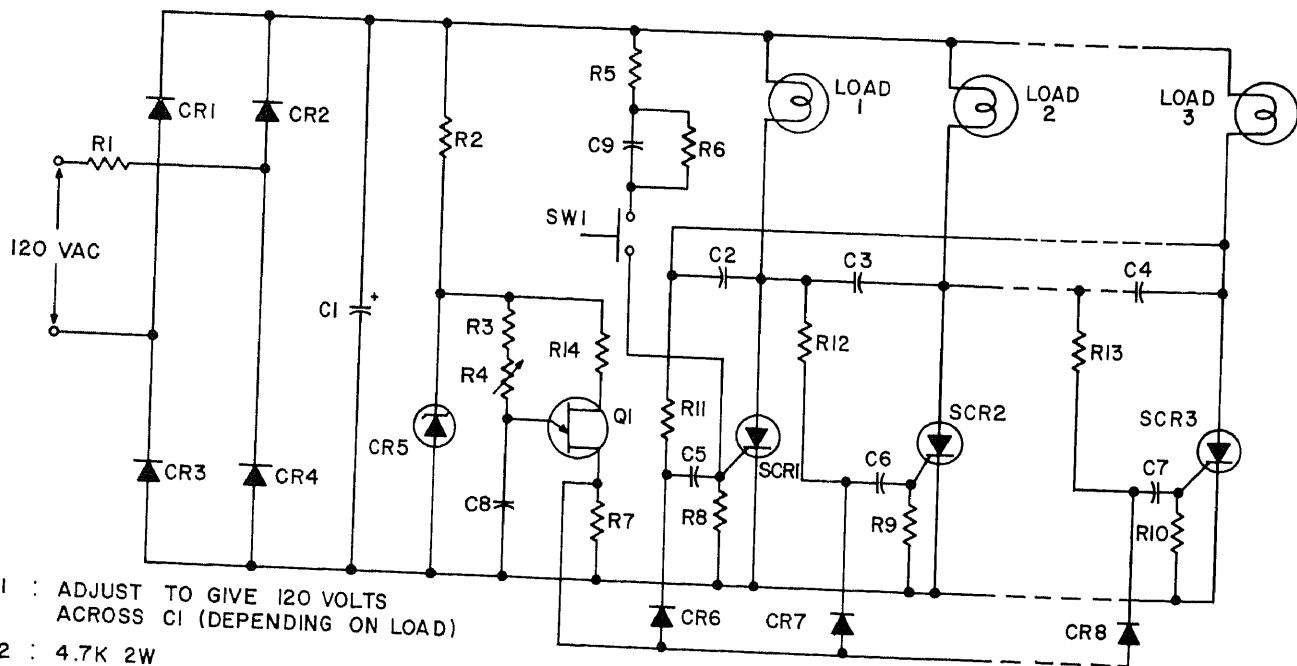 CR1
CR2
R1
120 VAC
CR3
CR4
C1
+
R2
CR5
R3
R4
C8
R14
Q1
R7
R5
C9
R6
SW1
LOAD
1
LOAD
2
LOAD
3
C2
C3
C4
R11
R12
R13
C5
R8
SCR1
C6
R9
SCR2
C7
R10
SCR3
CR6
CR7
CR8
1 : ADJUST TO GIVE 120 VOLTS
ACROSS C1 (DEPENDING ON LOAD)
2 : 4.7K 2W